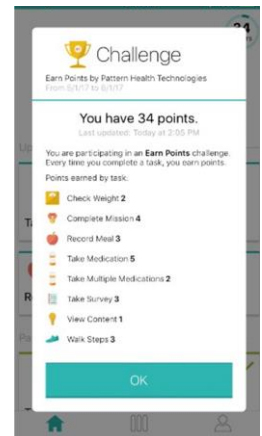 34
Challenge
Earn Points by Pattern Health Technologies
From 6/1/17 to 6/1/17
You have 34 points.
Last updated: Today at 2:05 PM
You are participating in an Earn Points challenge.
Every time you complete a task, you earn points.
Points earned by task:
Check Weight 2
Complete Mission 4
Record Meal 3
Take Medication 5
Take Multiple Medications 2
Take Survey 3
View Content 1
Walk Steps 3
OK